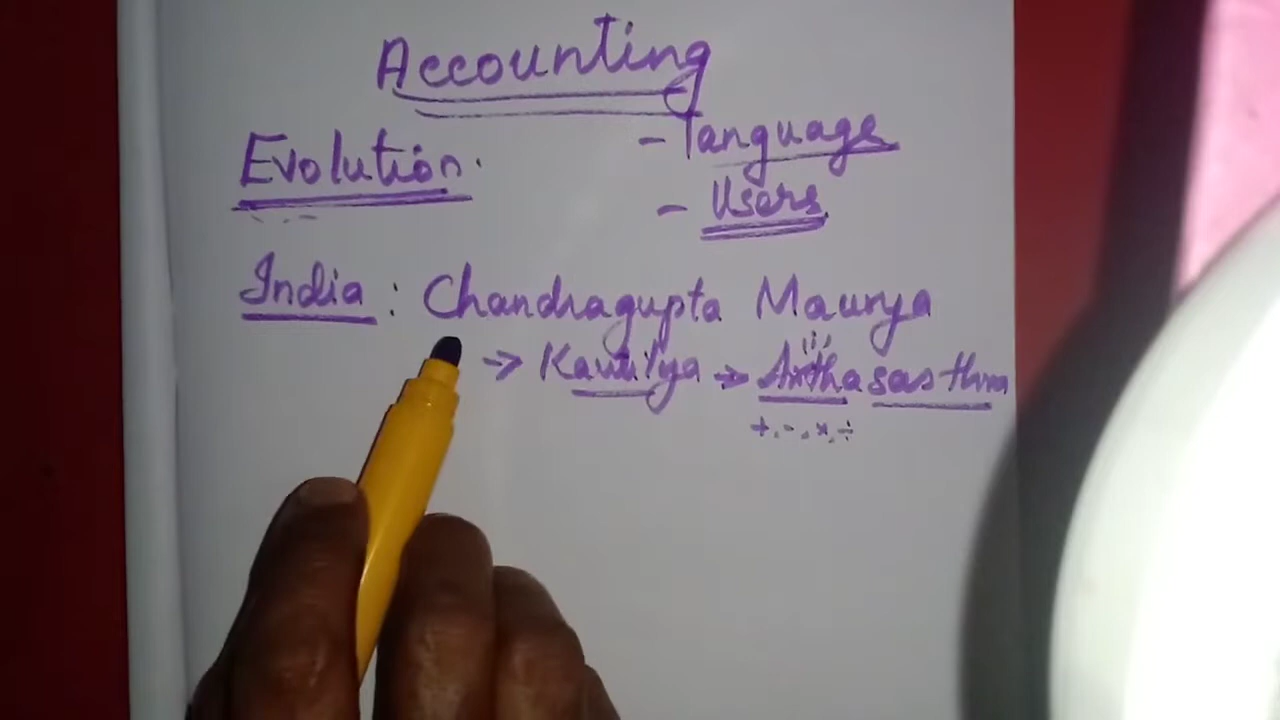 Accounting
Evolution.
- language
- Users
India : Chandragupta Maurya
→ Kautilya → Arthasasthra
+, -, ×, ÷